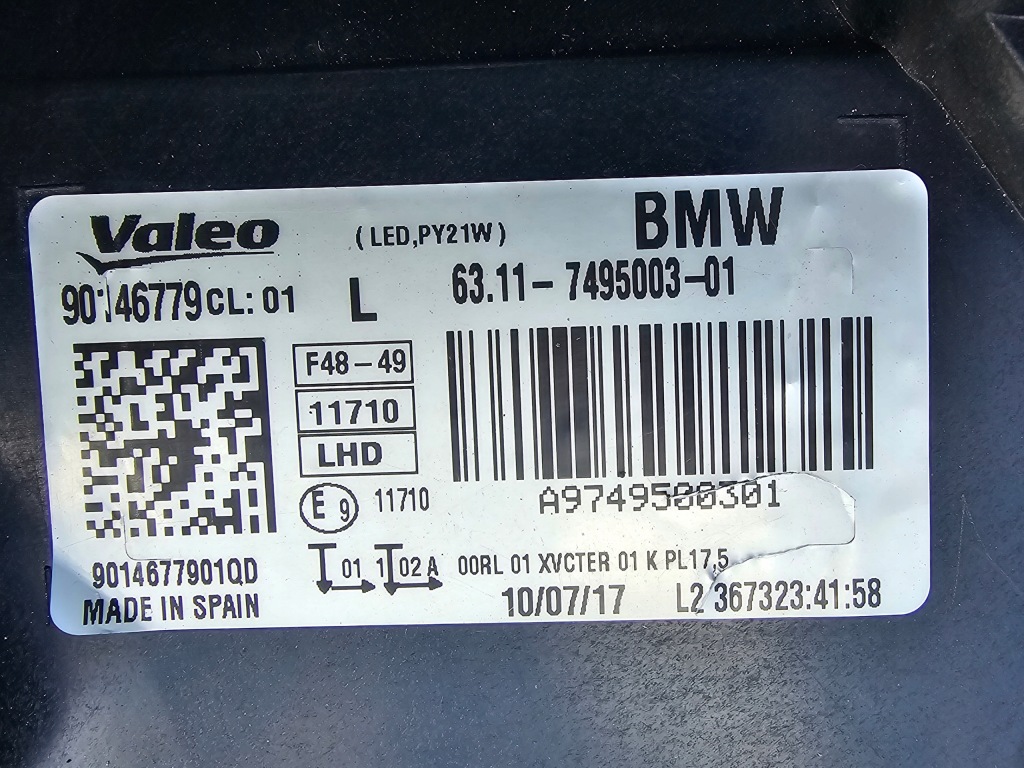 Valeo (LED,PY21W) BMW
90146779 CL: 01 L 63.11-7495003-01
F48-49
11710
LHD
E 9 11710
A9749500301
9014677901QD 01 1 02 A 00RL 01 XVCTER 01 K PL17,5
MADE IN SPAIN 10/07/17 L2 367323:41:58